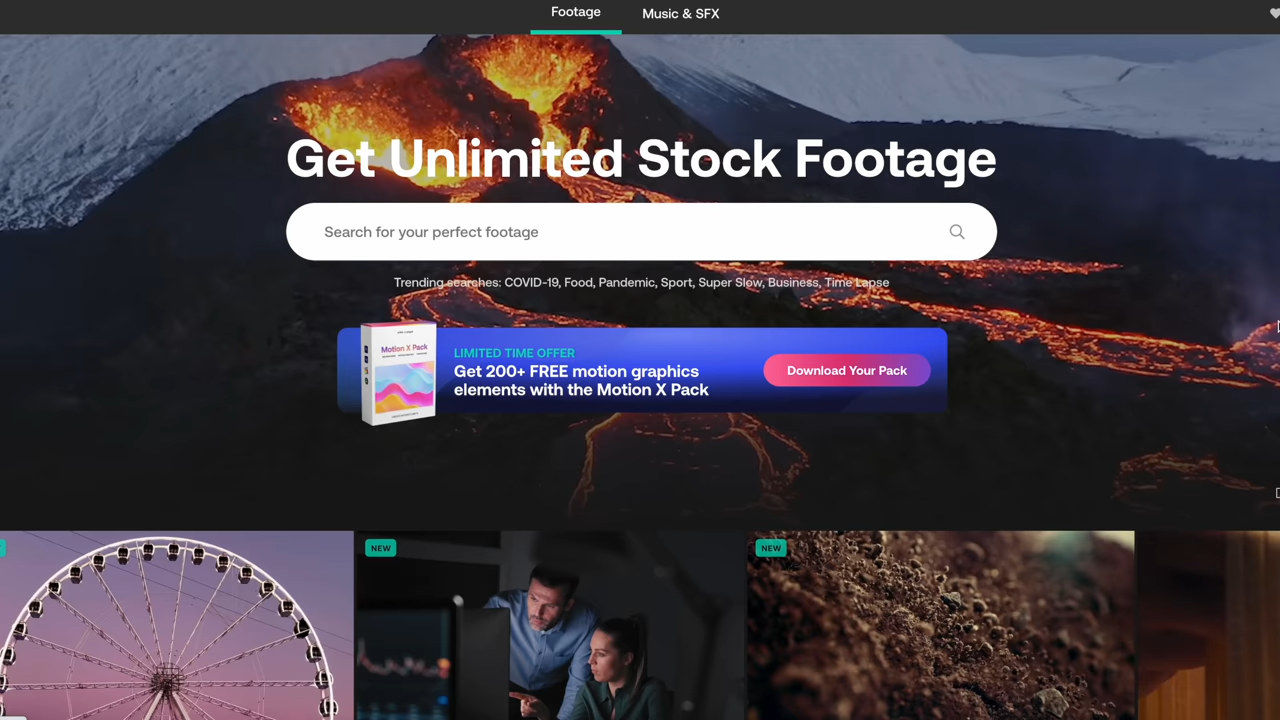 Footage
Music & SFX
Get Unlimited Stock Footage
Search for your perfect footage
Trending searches: COVID-19, Food, Pandemic, Sport, Super Slow, Business, Time Lapse
Motion X Pack
LIMITED TIME OFFER
Get 200+ FREE motion graphics
elements with the Motion X Pack
Download Your Pack
NEW
NEW